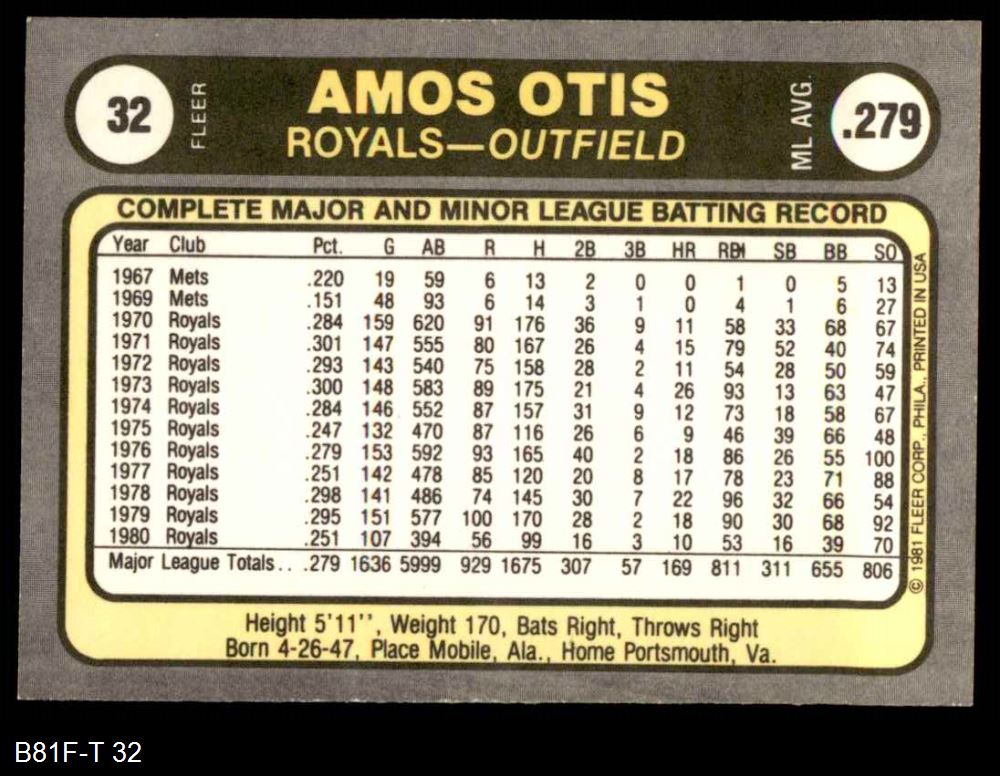 32 FLEER AMOS OTIS ML AVG. .279
ROYALS—OUTFIELD
COMPLETE MAJOR AND MINOR LEAGUE BATTING RECORD
Year Club Pct. G AB R H 2B 3B HR RBI SB BB SO
1967 Mets .220 19 59 6 13 2 0 0 1 0 5 13
1969 Mets .151 48 93 6 14 3 1 0 4 1 6 27
1970 Royals .284 159 620 91 176 36 9 11 58 33 68 67
1971 Royals .301 147 555 80 167 26 4 15 79 52 40 74
1972 Royals .293 143 540 75 158 28 2 11 54 28 50 59
1973 Royals .300 148 583 89 175 21 4 26 93 13 63 47
1974 Royals .284 146 552 87 157 31 9 12 73 18 58 67
1975 Royals .247 132 470 87 116 26 6 9 46 39 66 48
1976 Royals .279 153 592 93 165 40 2 18 86 26 55 100
1977 Royals .251 142 478 85 120 20 8 17 78 23 71 88
1978 Royals .298 141 486 74 145 30 7 22 96 32 66 54
1979 Royals .295 151 577 100 170 28 2 18 90 30 68 92
1980 Royals .251 107 394 56 99 16 3 10 53 16 39 70
Major League Totals. . .279 1636 5999 929 1675 307 57 169 811 311 655 806
© 1981 FLEER CORP., PHILA., PRINTED IN USA
Height 5'11'', Weight 170, Bats Right, Throws Right
Born 4-26-47, Place Mobile, Ala., Home Portsmouth, Va.
B81F-T 32